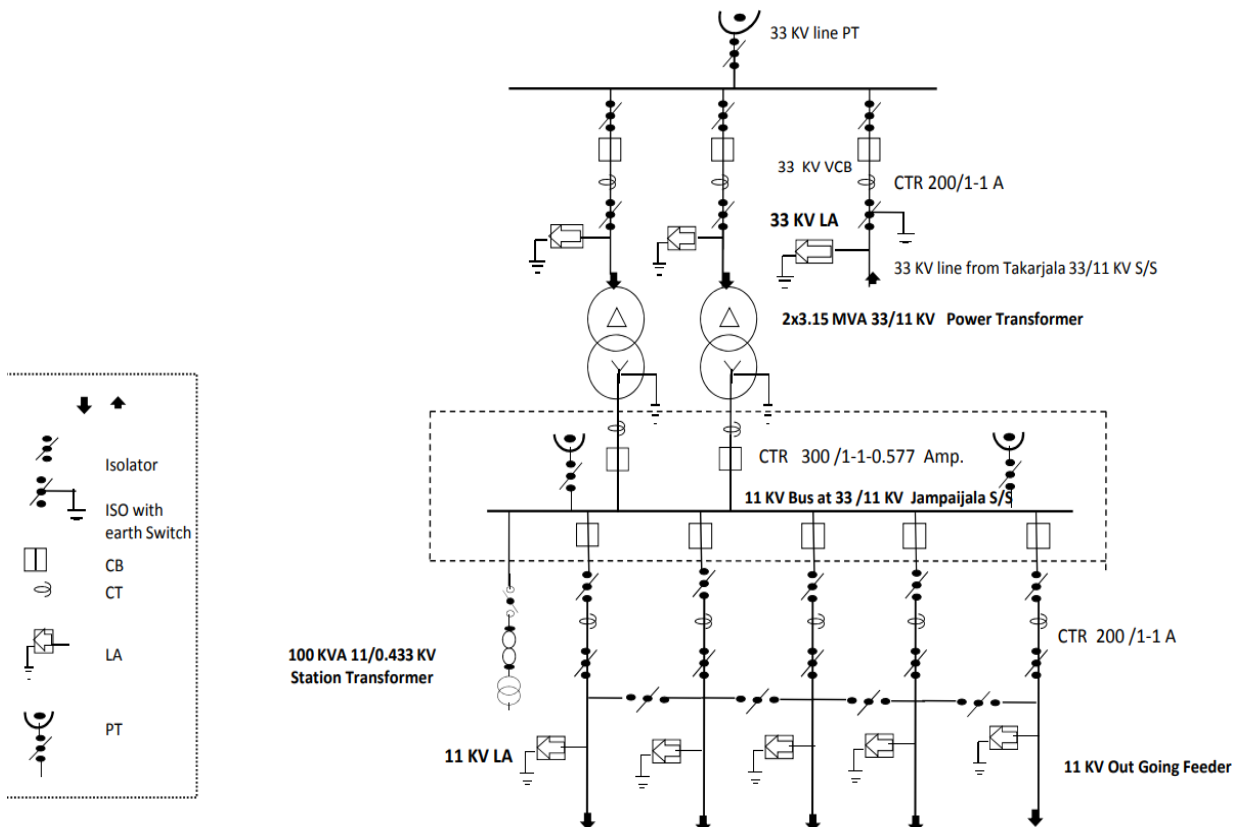 33 KV line PT
33 KV VCB
CTR 200/1-1 A
33 KV LA
33 KV line from Takarjala 33/11 KV S/S
2x3.15 MVA 33/11 KV Power Transformer
CTR 300 /1-1-0.577 Amp.
11 KV Bus at 33 /11 KV Jampaijala S/S
Isolator
ISO with
earth Switch
CB
CT
LA
PT
CTR 200 /1-1 A
100 KVA 11/0.433 KV
Station Transformer
11 KV LA
11 KV Out Going Feeder